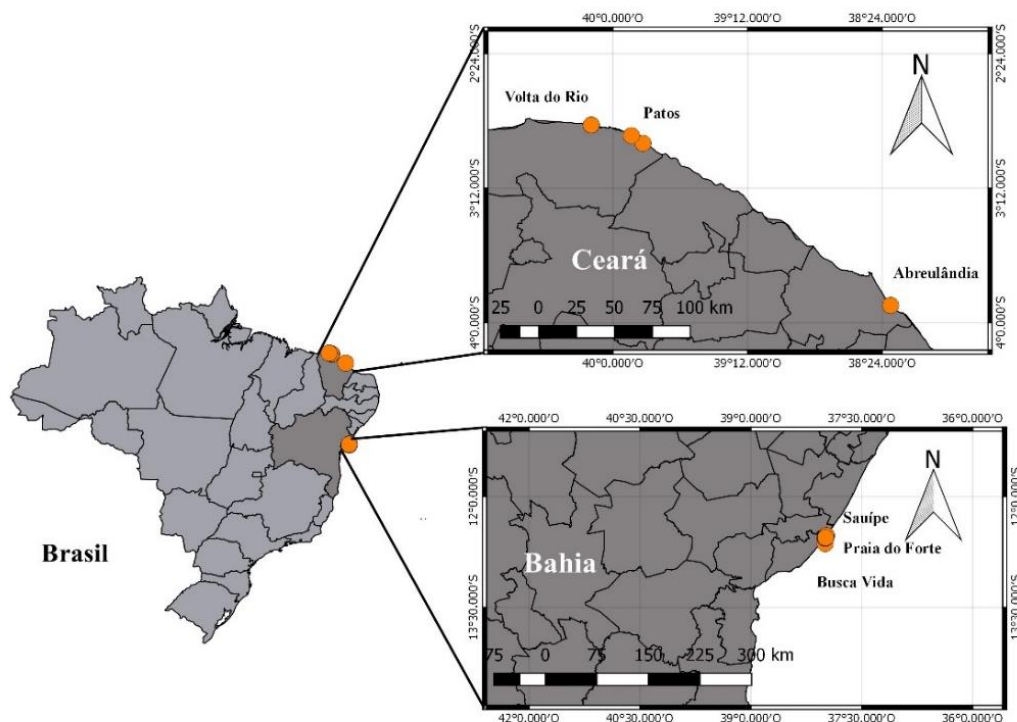 40°0.000'O 39°12.000'O 38°24.000'O
2°24.000'S
2°24.000'S
N
Volta do Rio
Patos
3°12.000'S
3°12.000'S
Ceará
Abreulândia
25 0 25 50 75 100 km
4°0.000'S
4°0.000'S
40°0.000'O 39°12.000'O 38°24.000'O
42°0.000'O 40°30.000'O 39°0.000'O 37°30.000'O 36°0.000'O
N
12°0.000'S
12°0.000'S
Sauípe
Brasil
Bahia
Praia do Forte
Busca Vida
13°30.000'S
13°30.000'S
75 0 75 150 225 300 km
42°0.000'O 40°30.000'O 39°0.000'O 37°30.000'O 36°0.000'O